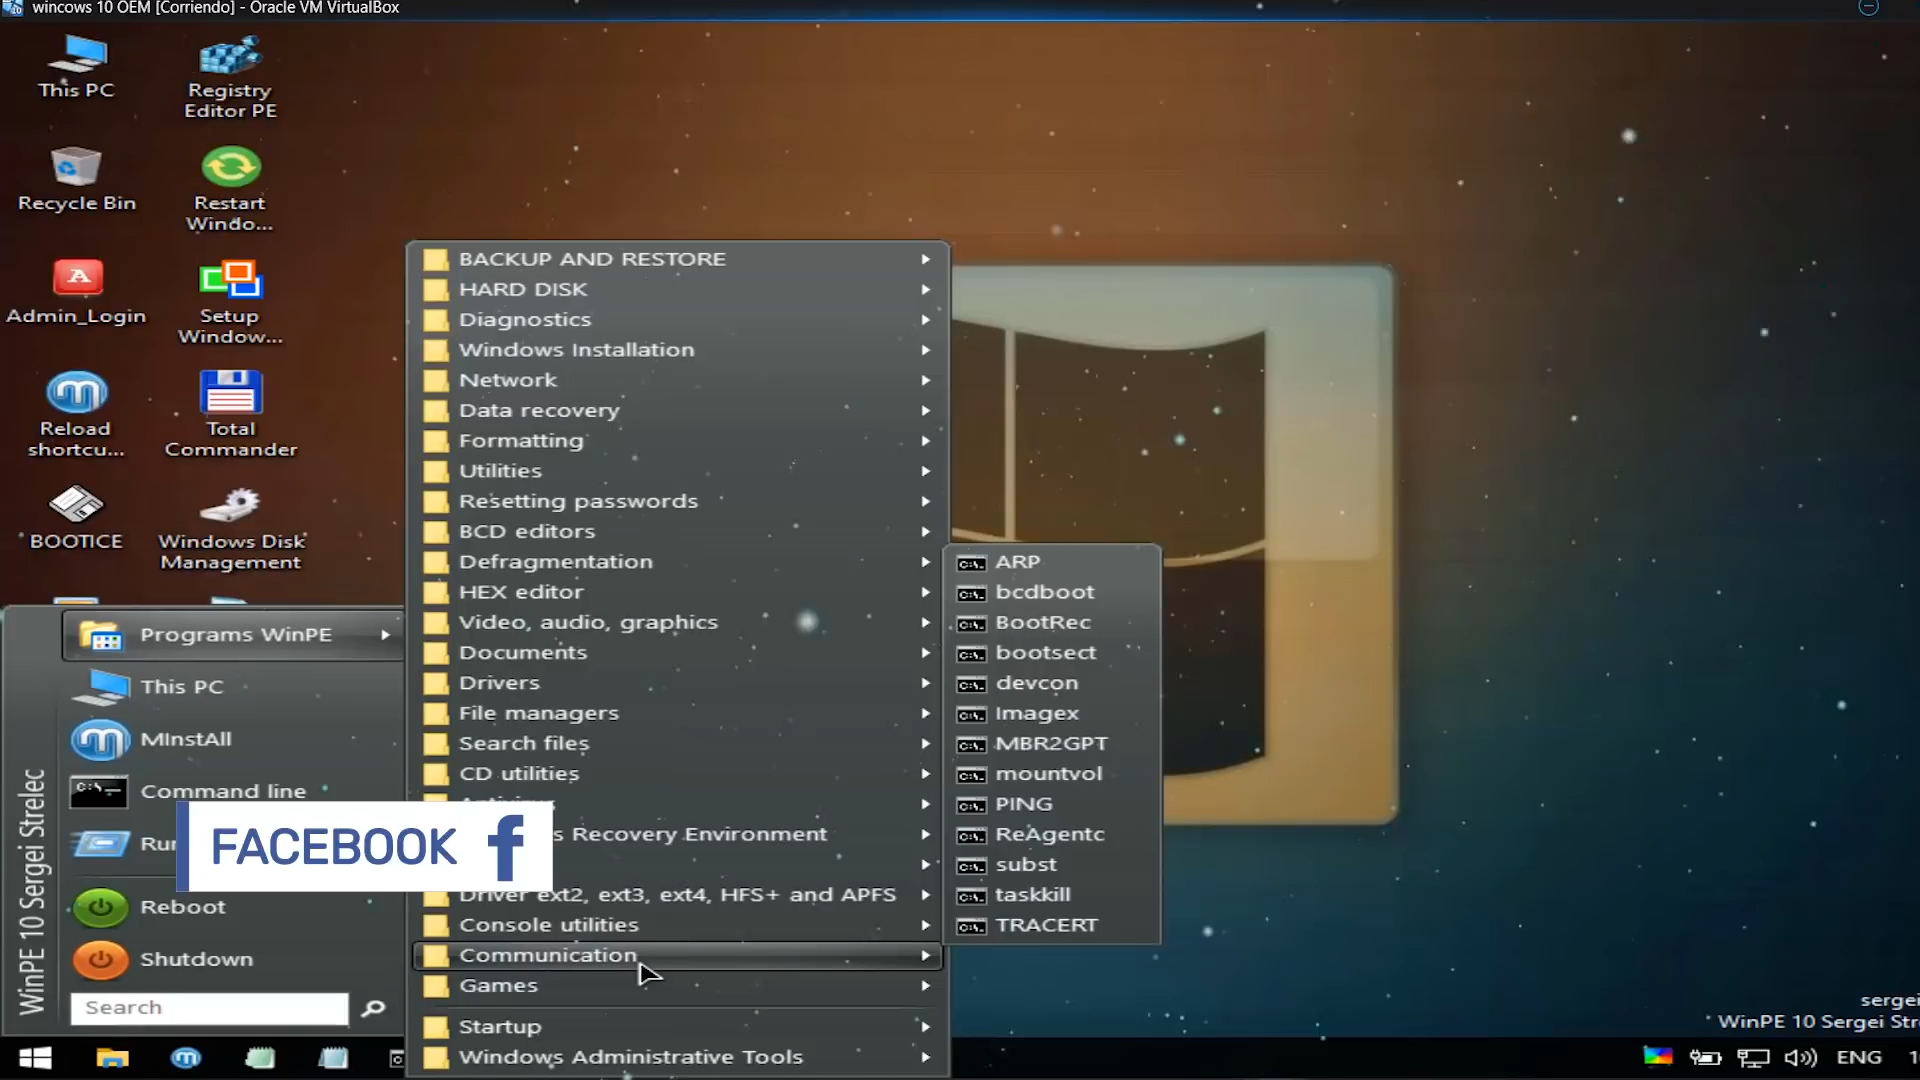 wincows 10 OEM [Corriendo] - Oracle VM VirtualBox
This PC
Registry
Editor PE
Recycle Bin
Restart
Windo...
A
Admin_Login
Setup
Window...
Reload
shortcu...
Total
Commander
BOOTICE
Windows Disk
Management
BACKUP AND RESTORE
HARD DISK
Diagnostics
Windows Installation
Network
Data recovery
Formatting
Utilities
Resetting passwords
BCD editors
Defragmentation
HEX editor
Video, audio, graphics
Documents
Drivers
File managers
Search files
CD utilities
Antivirus
s Recovery Environment
Driver ext2, ext3, ext4, HFS+ and APFS
Console utilities
Communication
Games
Startup
Windows Administrative Tools
ARP
bcdboot
BootRec
bootsect
devcon
Imagex
MBR2GPT
mountvol
PING
ReAgentc
subst
taskkill
TRACERT
WinPE 10 Sergei Strelec
Programs WinPE
This PC
MInstAll
Command line
Run
Reboot
Shutdown
Search
FACEBOOK f
sergei
WinPE 10 Sergei Stre
ENG